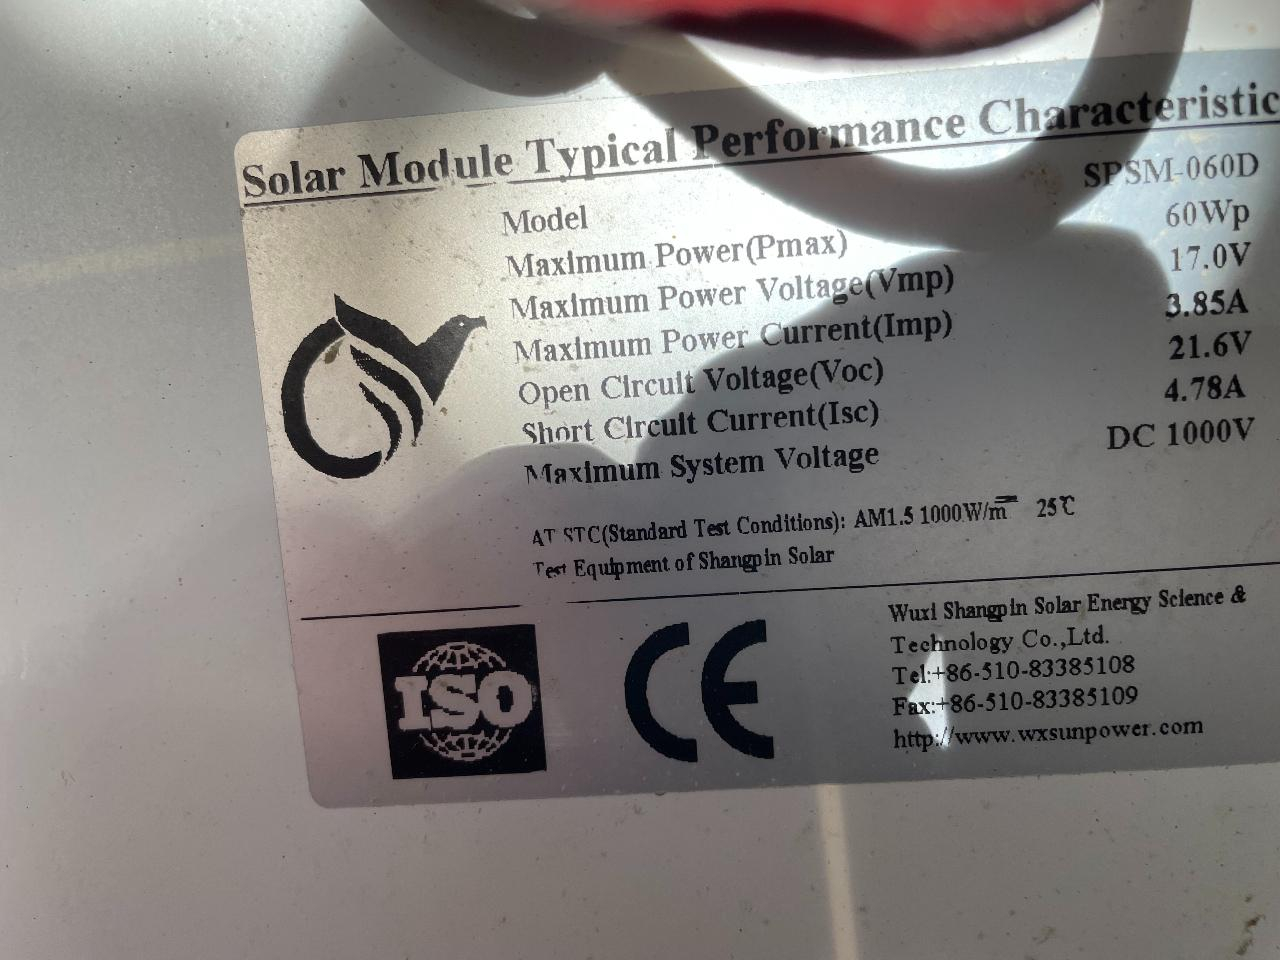 Solar Module Typical Performance Characteristic
Model SPSM-060D
Maximum Power(Pmax) 60Wp
Maximum Power Voltage(Vmp) 17.0V
Maximum Power Current(Imp) 3.85A
Open Circuit Voltage(Voc) 21.6V
Short Circuit Current(Isc) 4.78A
Maximum System Voltage DC 1000V
AT STC(Standard Test Conditions): AM1.5 1000W/m² 25℃
Test Equipment of Shangpin Solar
ISO
CE
Wuxi Shangpin Solar Energy Science &
Technology Co.,Ltd.
Tel:+86-510-83385108
Fax:+86-510-83385109
http://www.wxsunpower.com